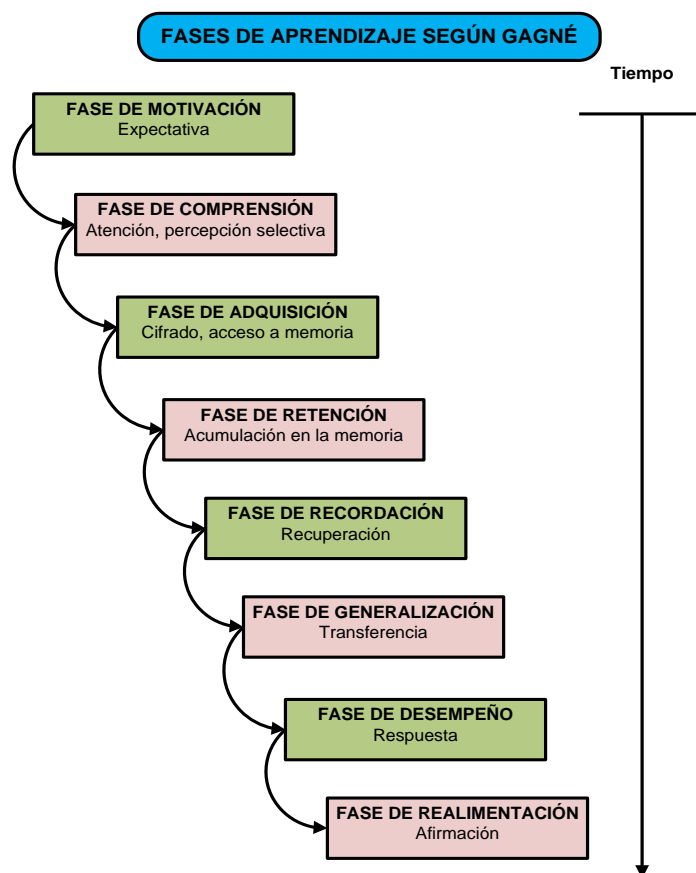 FASES DE APRENDIZAJE SEGÚN GAGNÉ
Tiempo
FASE DE MOTIVACIÓN
Expectativa
FASE DE COMPRENSIÓN
Atención, percepción selectiva
FASE DE ADQUISICIÓN
Cifrado, acceso a memoria
FASE DE RETENCIÓN
Acumulación en la memoria
FASE DE RECORDACIÓN
Recuperación
FASE DE GENERALIZACIÓN
Transferencia
FASE DE DESEMPEÑO
Respuesta
FASE DE REALIMENTACIÓN
Afirmación